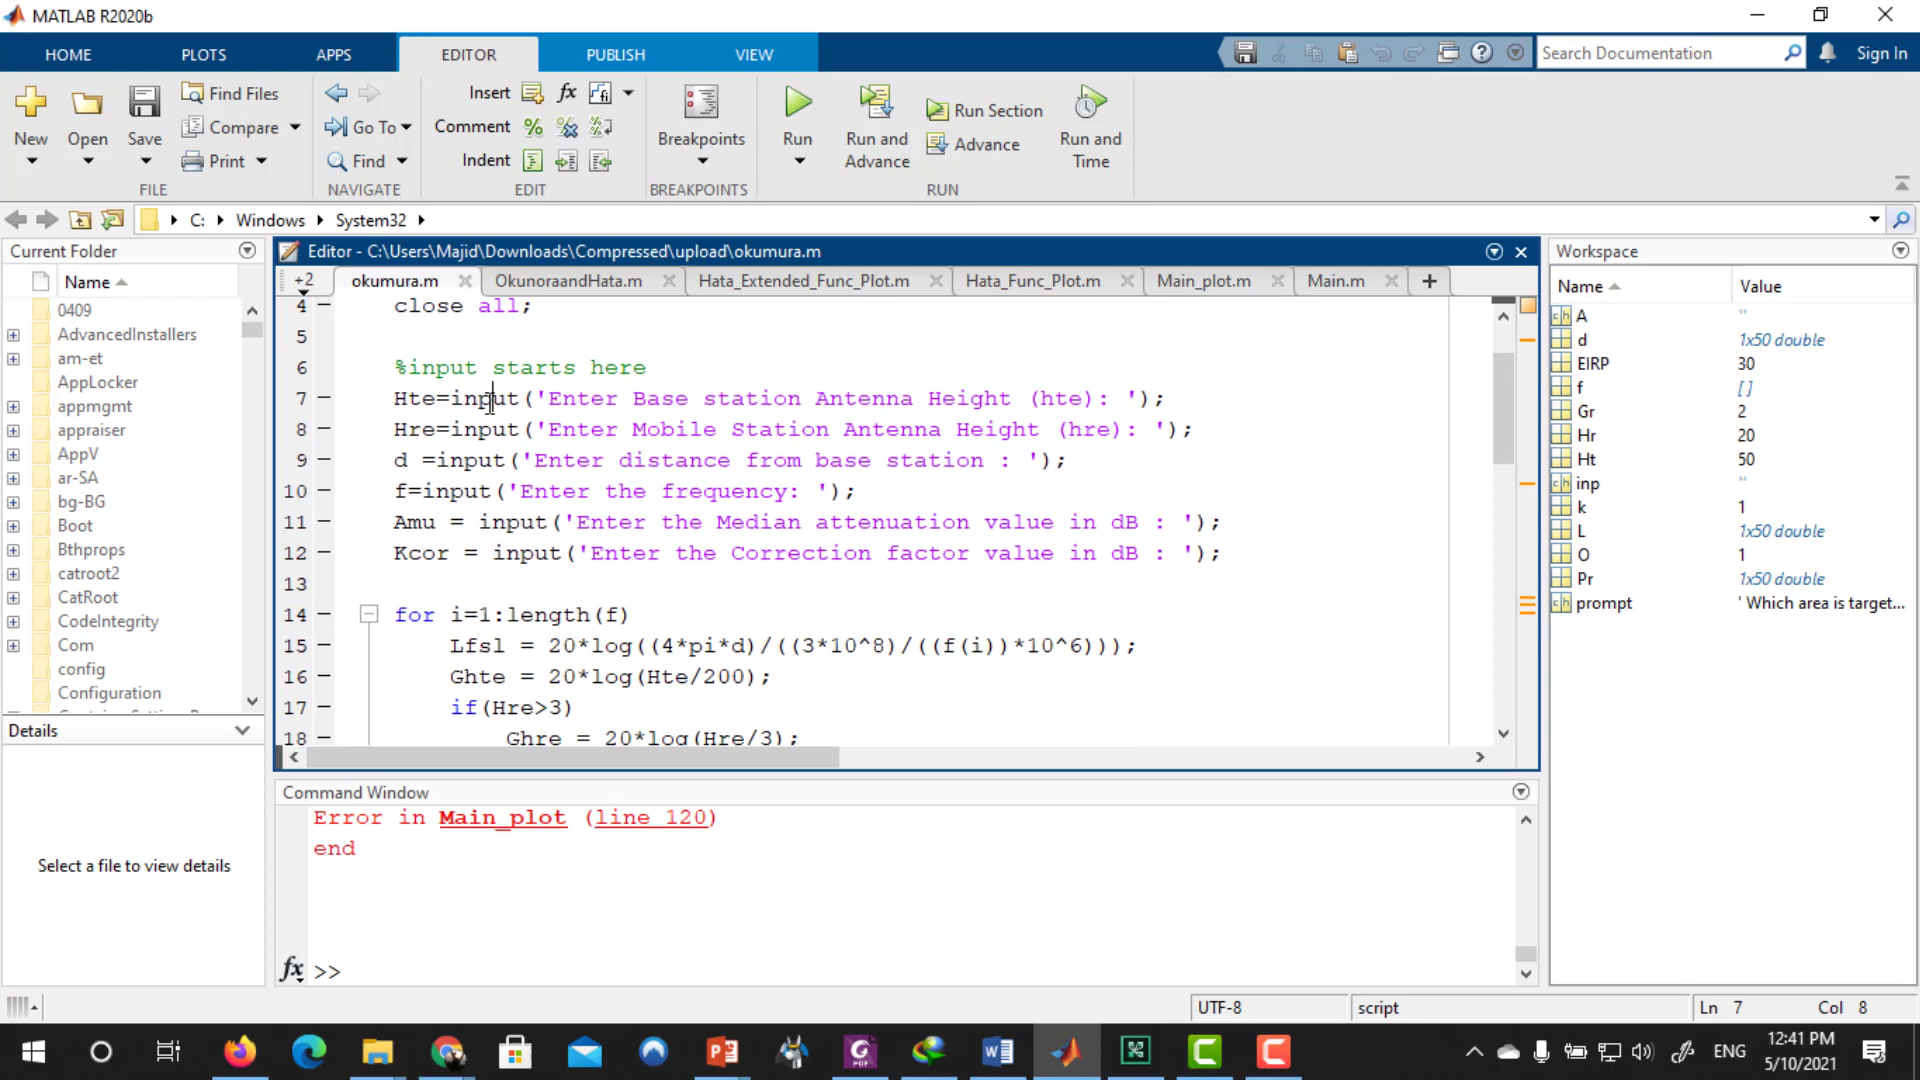 MATLAB R2020b
HOME PLOTS APPS EDITOR PUBLISH VIEW Search Documentation Sign In
New Open Save Find Files Compare Print Go To Find Insert fx Comment Indent Breakpoints Run Run and Advance Run Section Advance Run and Time
FILE NAVIGATE EDIT BREAKPOINTS RUN
C: Windows System32
Current Folder
Name
0409
AdvancedInstallers
am-et
AppLocker
appmgmt
appraiser
AppV
ar-SA
bg-BG
Boot
Bthprops
catroot2
CatRoot
CodeIntegrity
Com
config
Configuration
Details
Select a file to view details
Editor - C:\Users\Majid\Downloads\Compressed\upload\okumura.m
+2 okumura.m OkunoraandHata.m Hata_Extended_Func_Plot.m Hata_Func_Plot.m Main_plot.m Main.m
4 close all;
5
6 %input starts here
7 Hte=input('Enter Base station Antenna Height (hte): ');
8 Hre=input('Enter Mobile Station Antenna Height (hre): ');
9 d =input('Enter distance from base station : ');
10 f=input('Enter the frequency: ');
11 Amu = input('Enter the Median attenuation value in dB : ');
12 Kcor = input('Enter the Correction factor value in dB : ');
13
14 for i=1:length(f)
15 Lfsl = 20*log((4*pi*d)/((3*10^8)/((f(i))*10^6)));
16 Ghte = 20*log(Hte/200);
17 if(Hre>3)
18 Ghre = 20*log(Hre/3);
Command Window
Error in Main_plot (line 120)
end
fx >>
Workspace
Name Value
A ''
d 1x50 double
EIRP 30
f []
Gr 2
Hr 20
Ht 50
inp ''
k 1
L 1x50 double
O 1
Pr 1x50 double
prompt ' Which area is target...
UTF-8 script Ln 7 Col 8
ENG 12:41 PM
5/10/2021